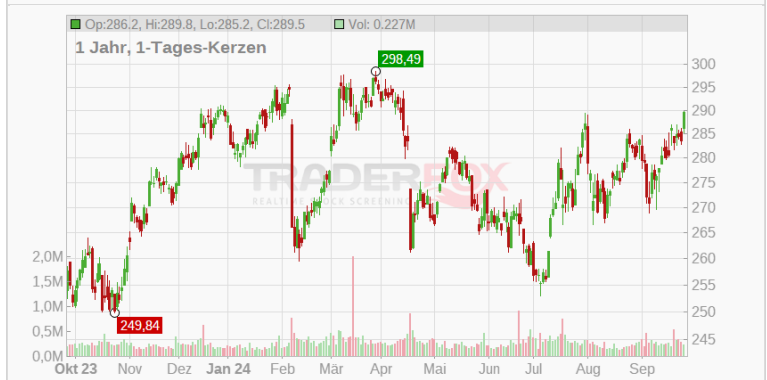 Op:286.2, Hi:289.8, Lo:285.2, Cl:289.5 Vol: 0.227M
1 Jahr, 1-Tages-Kerzen
298,49
300
295
290
285
280
275
270
265
260
255
250
245
TRADERFOX
REALTIME STOCK SCREENING
2,0M
1,5M
1,0M
0,5M
0,0M
249,84
Okt 23 Nov Dez Jan 24 Feb Mär Apr Mai Jun Jul Aug Sep